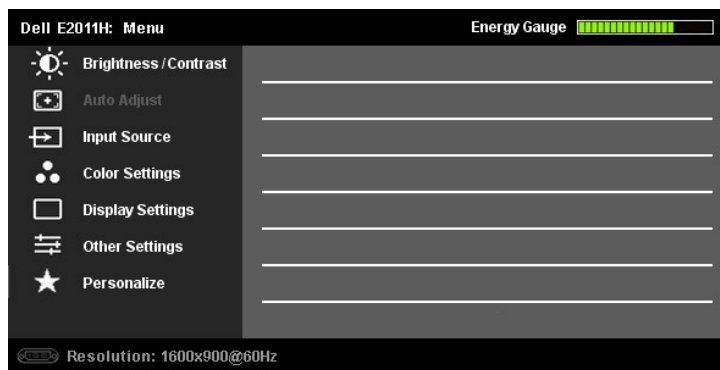 Dell E2011H: Menu
Energy Gauge
Brightness / Contrast
Auto Adjust
Input Source
Color Settings
Display Settings
Other Settings
Personalize
Resolution: 1600x900@60Hz